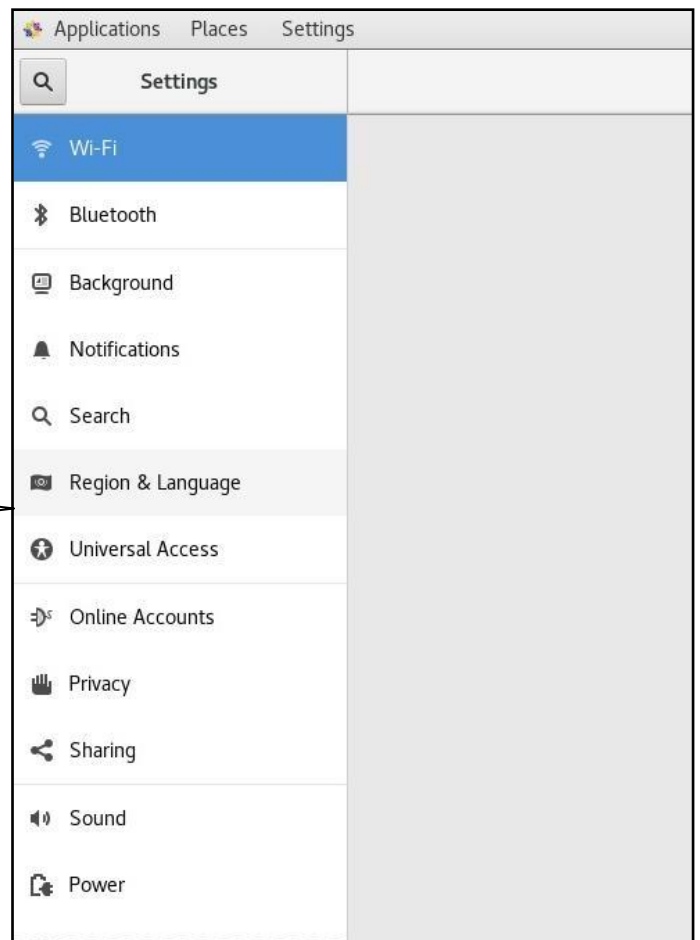 Applications Places Settings
Settings
Wi-Fi
Bluetooth
Background
Notifications
Search
Region & Language
Universal Access
Online Accounts
Privacy
Sharing
Sound
Power